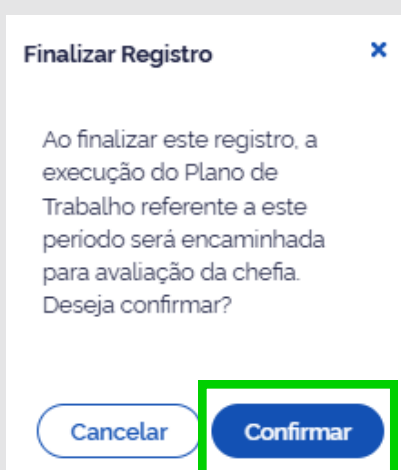 Finalizar Registro
Ao finalizar este registro, a
execução do Plano de
Trabalho referente a este
período será encaminhada
para avaliação da chefia.
Deseja confirmar?
Cancelar
Confirmar